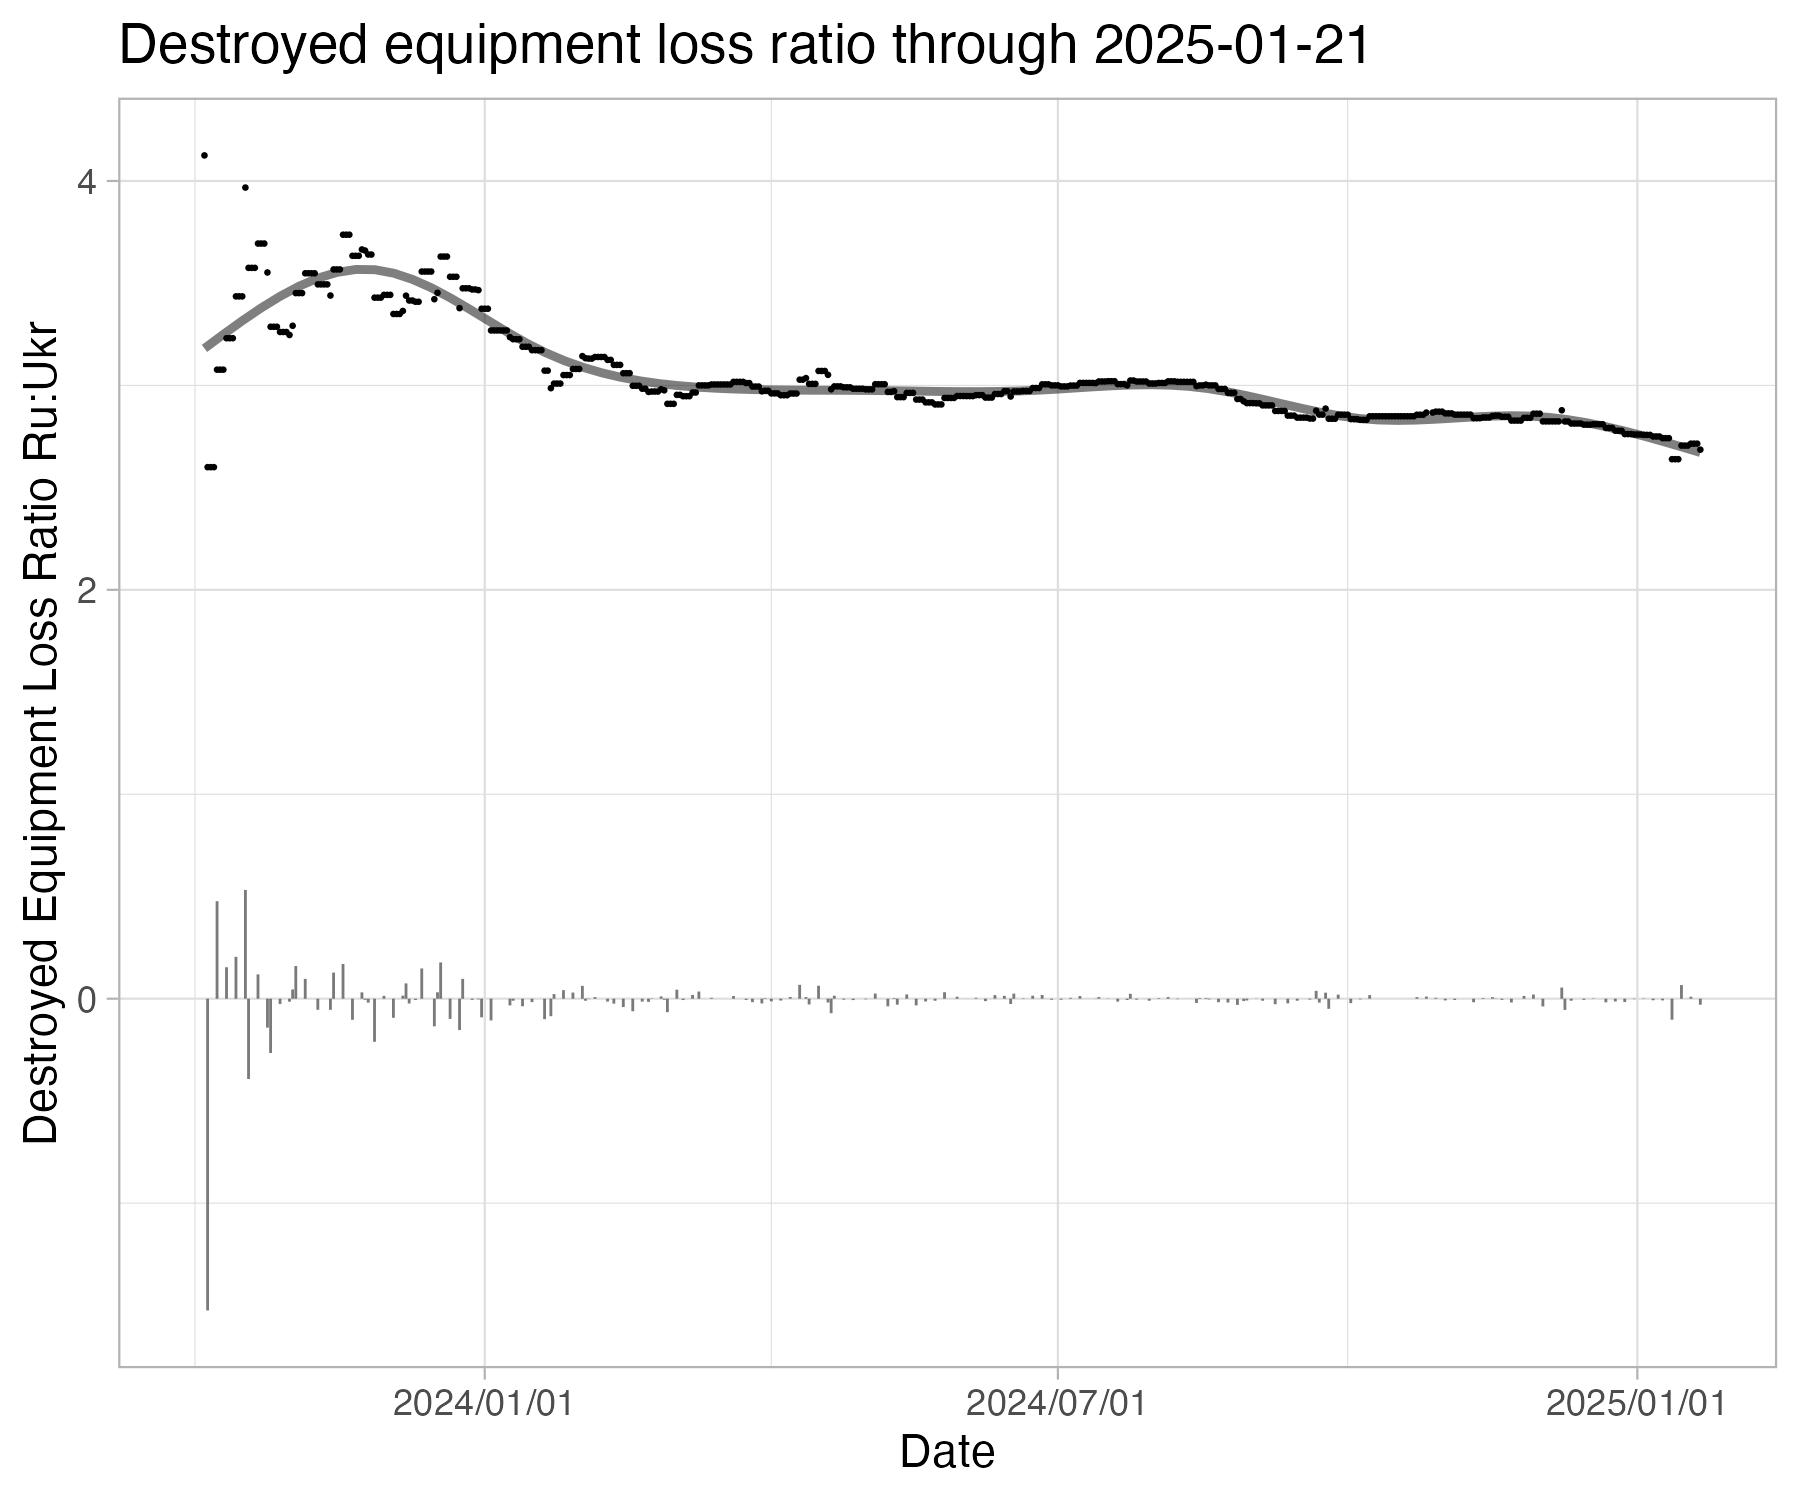 Destroyed equipment loss ratio through 2025-01-21
Destroyed Equipment Loss Ratio Ru:Ukr
4
2
0
2024/01/01
2024/07/01
2025/01/01
Date